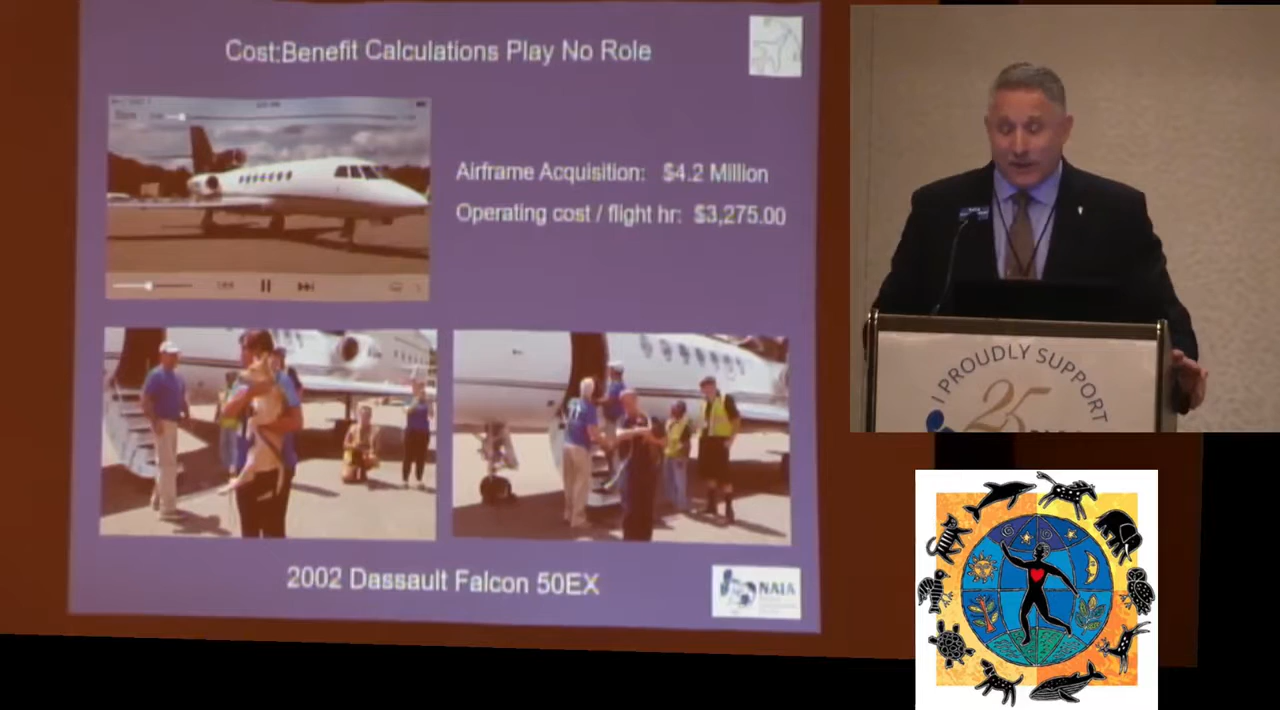 Cost:Benefit Calculations Play No Role
Airframe Acquisition: $4.2 Million
Operating cost / flight hr: $3,275.00
2002 Dassault Falcon 50EX
NAIA
I PROUDLY SUPPORT
25